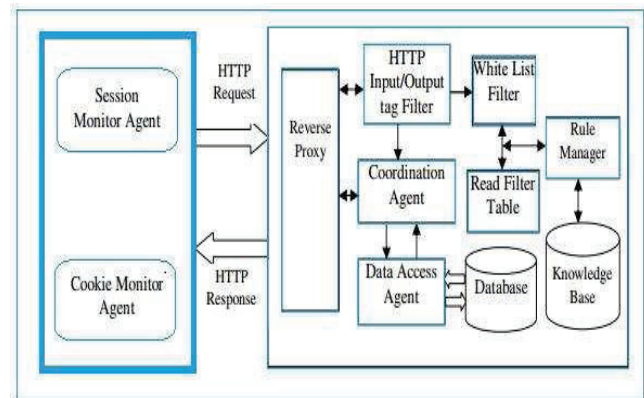 Session
Monitor Agent
Cookie Monitor
Agent
HTTP
Request
HTTP
Response
Reverse
Proxy
HTTP
Input/Output
tag Filter
White List
Filter
Rule
Manager
Coordination
Agent
Read Filter
Table
Data Access
Agent
Database
Knowledge
Base